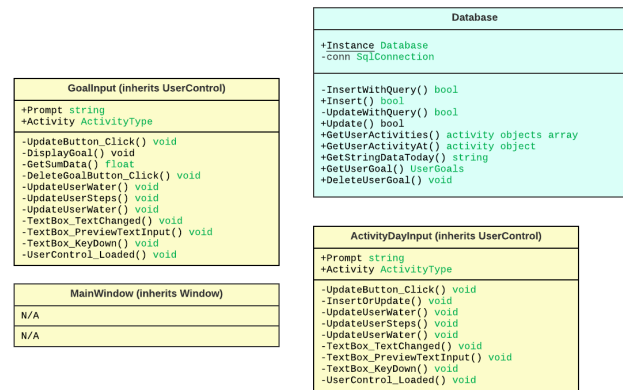 Database
+Instance Database
-conn SqlConnection
-InsertWithQuery() bool
+Insert() bool
-UpdateWithQuery() bool
+Update() bool
+GetUserActivities() activity objects array
+GetUserActivityAt() activity object
+GetStringDataToday() string
+GetUserGoal() UserGoals
+DeleteUserGoal() void
GoalInput (inherits UserControl)
+Prompt string
+Activity ActivityType
-UpdateButton_Click() void
-DisplayGoal() void
-GetSumData() float
-DeleteGoalButton_Click() void
-UpdateUserWater() void
-UpdateUserSteps() void
-UpdateUserWater() void
-TextBox_TextChanged() void
-TextBox_PreviewTextInput() void
-TextBox_KeyDown() void
-UserControl_Loaded() void
MainWindow (inherits Window)
N/A
N/A
ActivityDayInput (inherits UserControl)
+Prompt string
+Activity ActivityType
-UpdateButton_Click() void
-InsertOrUpdate() void
-UpdateUserWater() void
-UpdateUserSteps() void
-UpdateUserWater() void
-TextBox_TextChanged() void
-TextBox_PreviewTextInput() void
-TextBox_KeyDown() void
-UserControl_Loaded() void